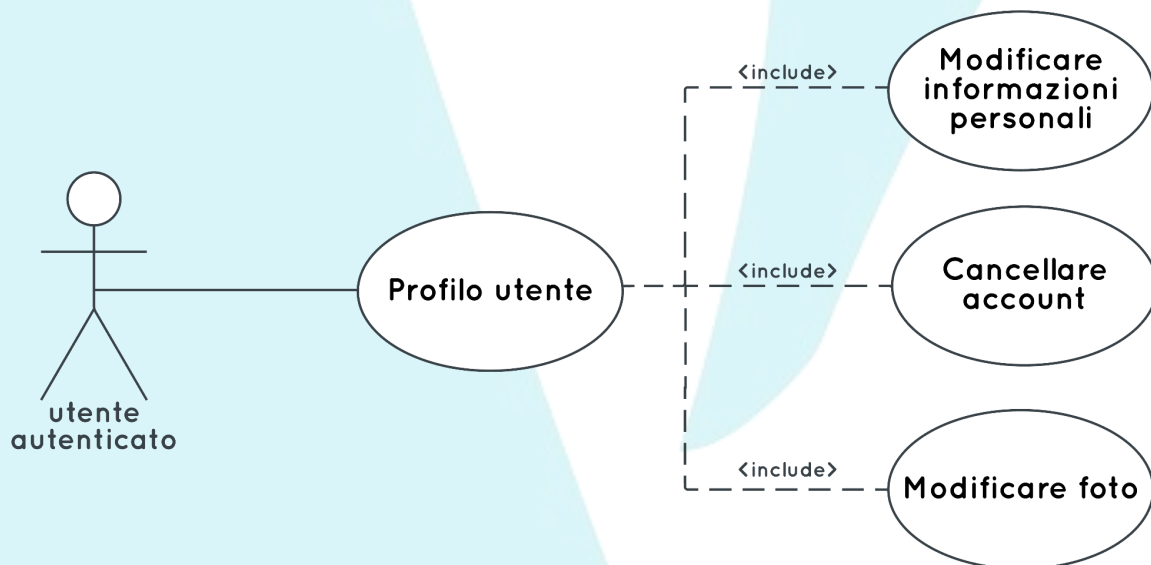 <include>
Modificare
informazioni
personali
Profilo utente
<include>
Cancellare
account
utente
autenticato
<include>
Modificare foto